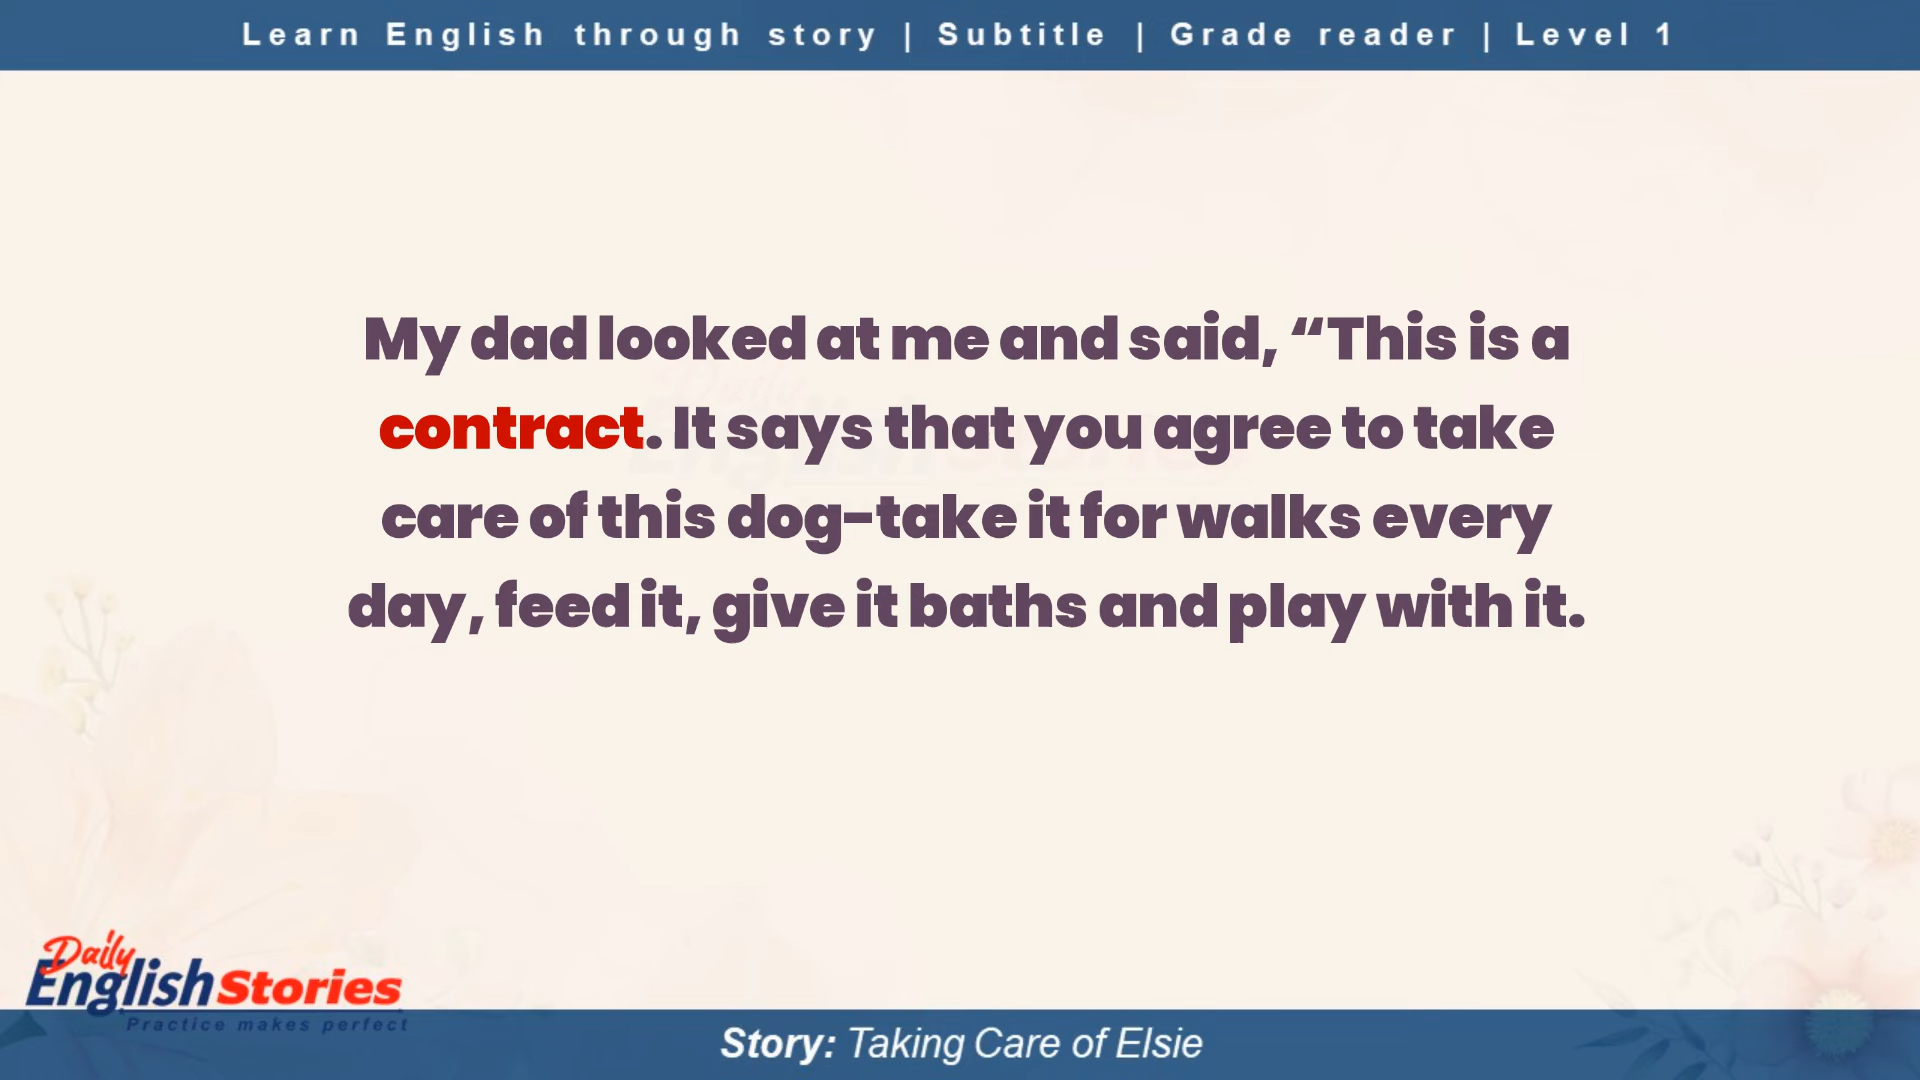 Learn English through story | Subtitle | Grade reader | Level 1
My dad looked at me and said, “This is a
contract. It says that you agree to take
care of this dog-take it for walks every
day, feed it, give it baths and play with it.
Daily
English Stories
Practice makes perfect
Story: Taking Care of Elsie